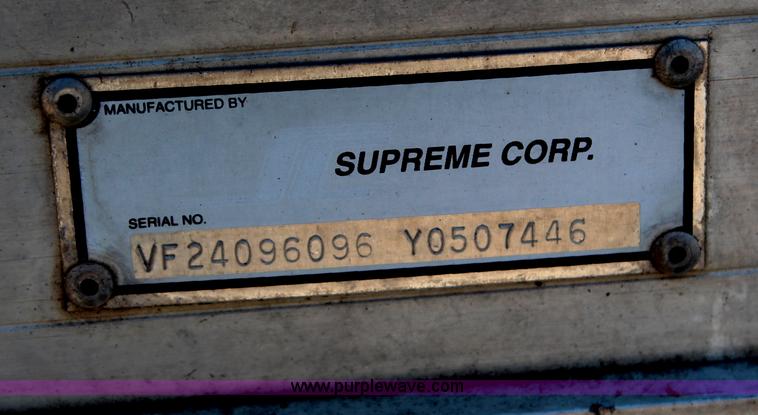 MANUFACTURED BY
SUPREME CORP.
SERIAL NO.
VF24096096 Y0507446
www.purplewave.com